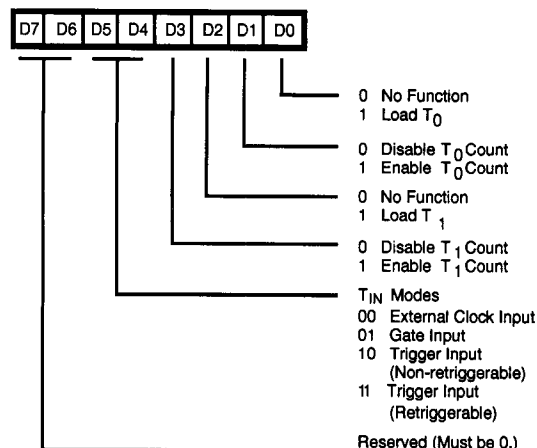 D7 D6 D5 D4 D3 D2 D1 D0
0 No Function
1 Load T0
0 Disable T0 Count
1 Enable T0 Count
0 No Function
1 Load T1
0 Disable T1 Count
1 Enable T1 Count
TIN Modes
00 External Clock Input
01 Gate Input
10 Trigger Input
(Non-retriggerable)
11 Trigger Input
(Retriggerable)
Reserved (Must be 0.)